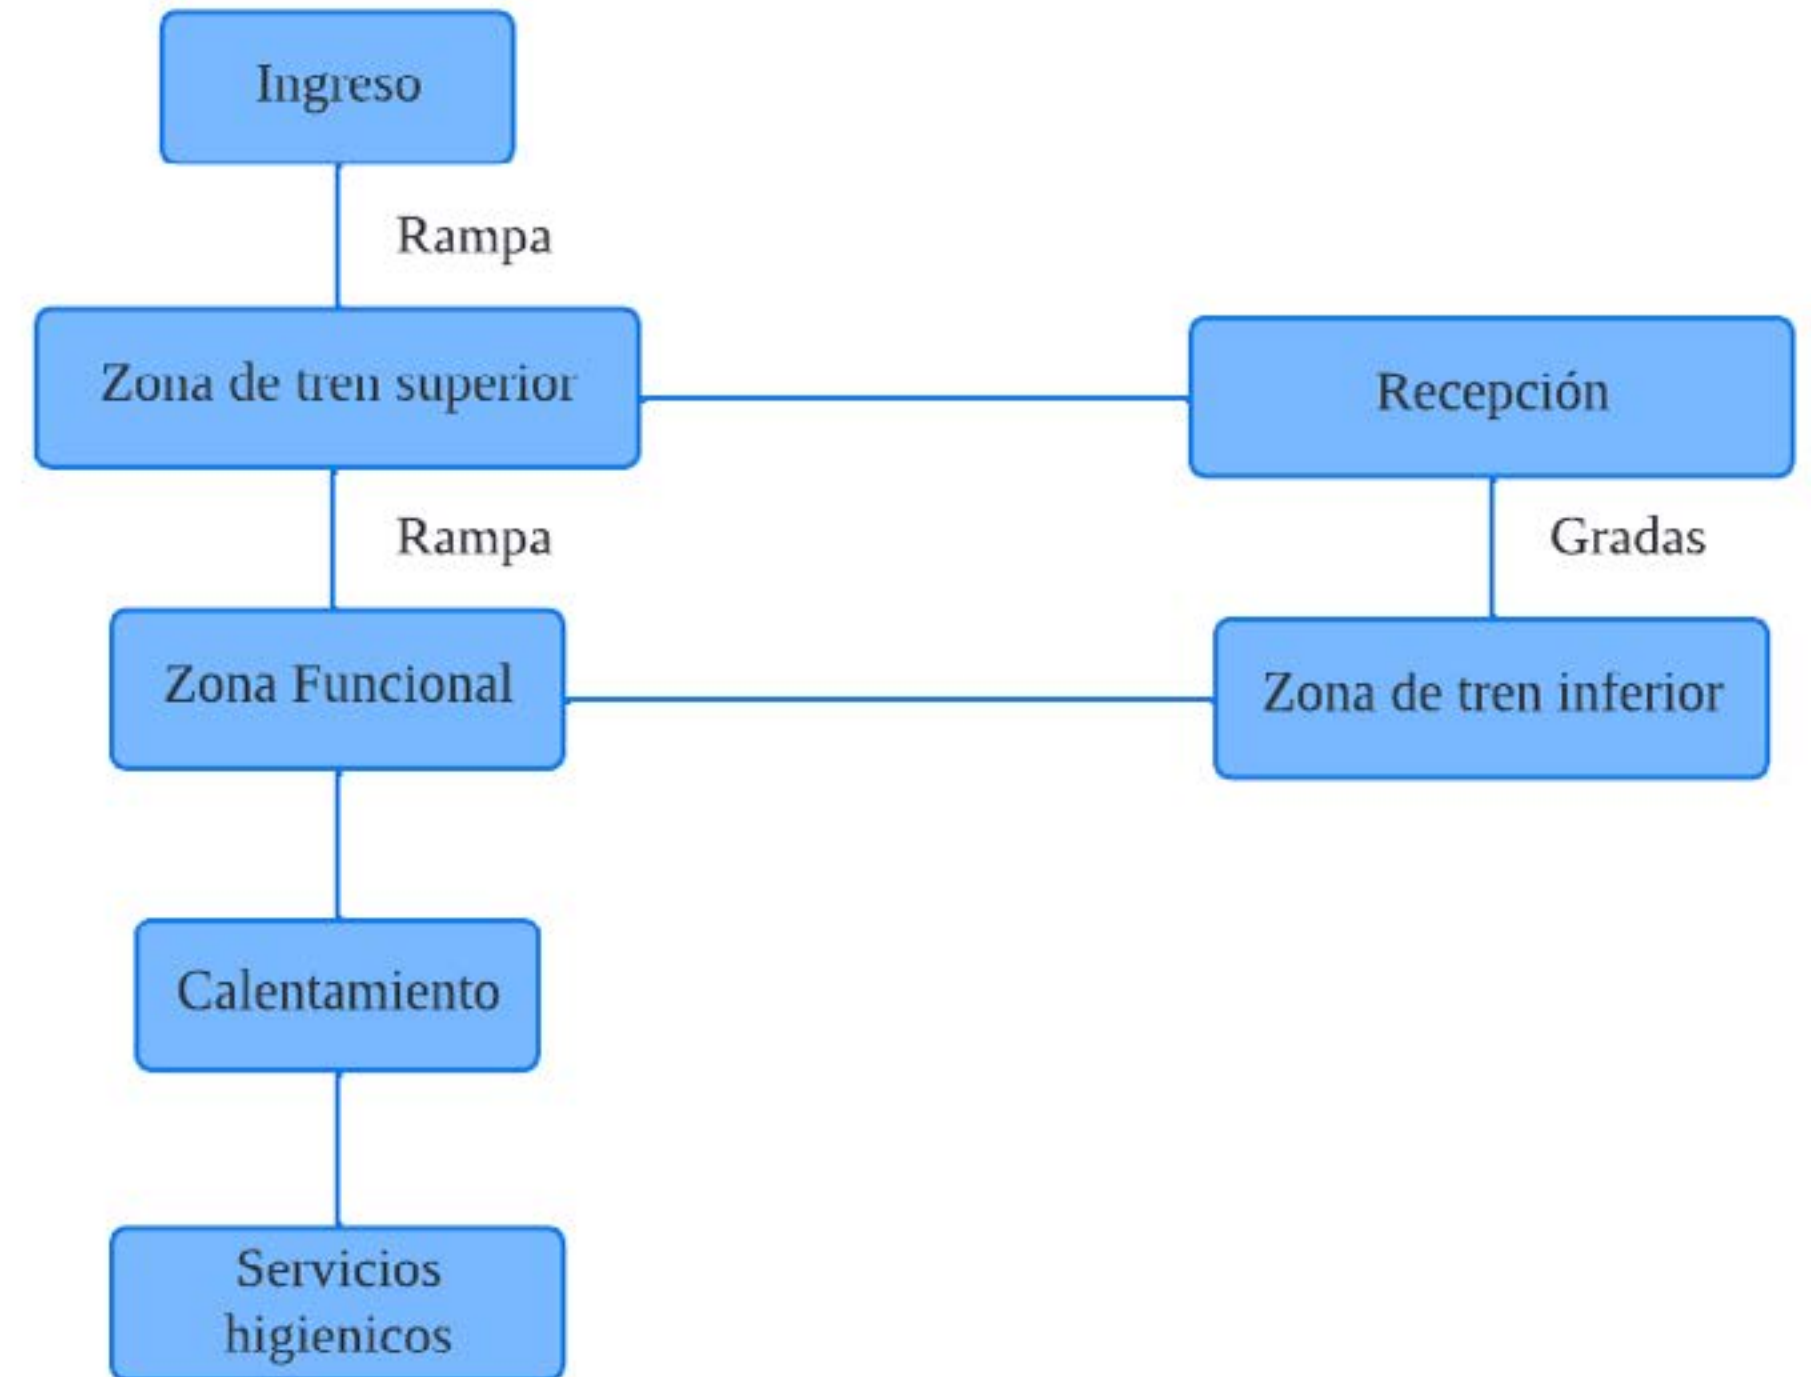 Ingreso
Rampa
Zona de tren superior
Recepción
Rampa
Gradas
Zona Funcional
Zona de tren inferior
Calentamiento
Servicios
higienicos